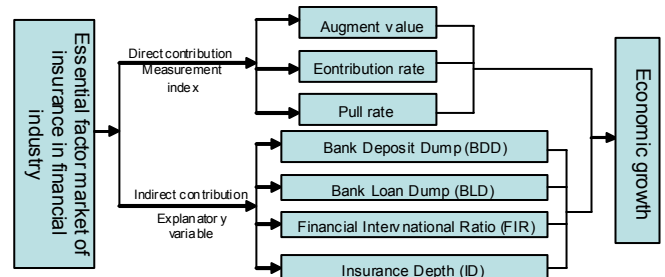 Essential factor market of
insurance in financial
industry
Direct contribution
Measurement
index
Augment value
Eontribution rate
Pull rate
Indirect contribution
Explanatory
variable
Bank Deposit Dump (BDD)
Bank Loan Dump (BLD)
Financial Intervnational Ratio (FIR)
Insurance Depth (ID)
Economic growth